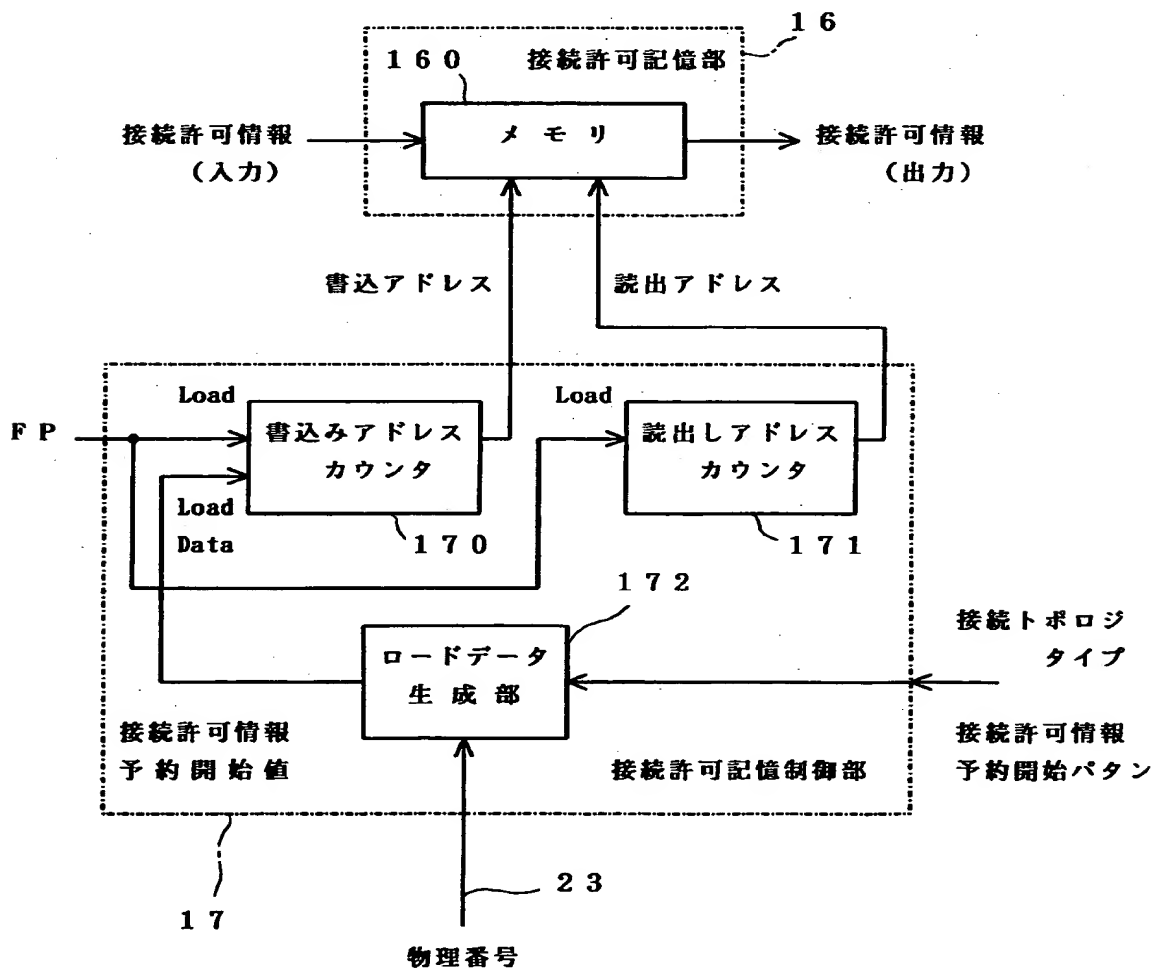 16
160
接続許可記憶部
メモリ
接続許可情報
(入力)
接続許可情報
(出力)
書込アドレス
読出アドレス
Load
Load
FP
書込みアドレス
カウンタ
読出しアドレス
カウンタ
Load
Data
170
171
172
接続トポロジ
タイプ
ロードデータ
生成部
接続許可情報
予約開始値
接続許可記憶制御部
接続許可情報
予約開始パタン
17
23
物理番号